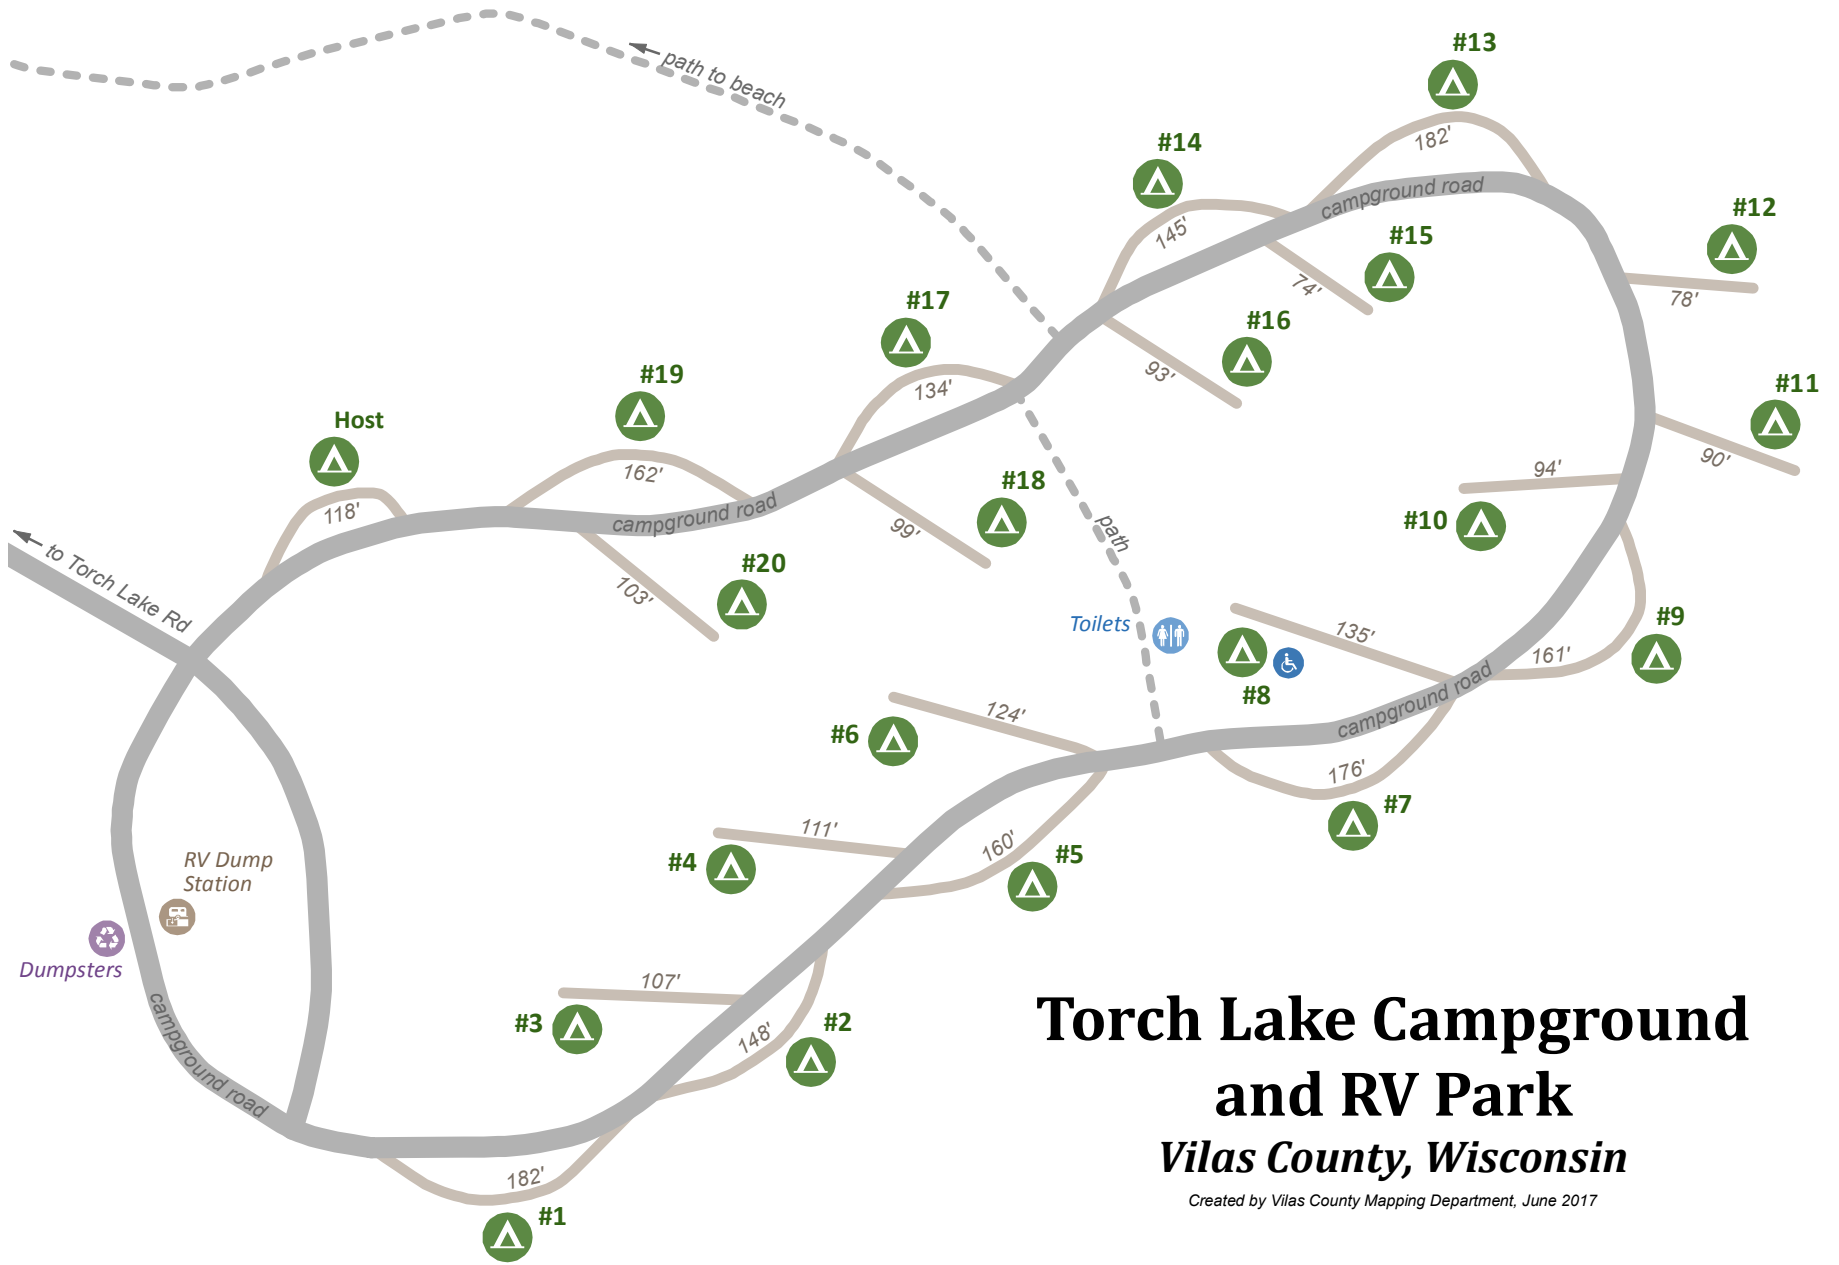 path to beach
#13
182'
#14
145'
campground road
#12
78'
#15
74'
#17
134'
#16
93'
#19
162'
#11
90'
Host
118'
94'
#10
#18
99'
campground road
path
to Torch Lake Rd
#20
103'
Toilets
135'
#8
161'
#9
campground road
124'
#6
176'
#7
111'
#4
160'
#5
RV Dump
Station
Dumpsters
107'
#3
148'
#2
campground road
182'
#1
Torch Lake Campground
and RV Park
Vilas County, Wisconsin
Created by Vilas County Mapping Department, June 2017